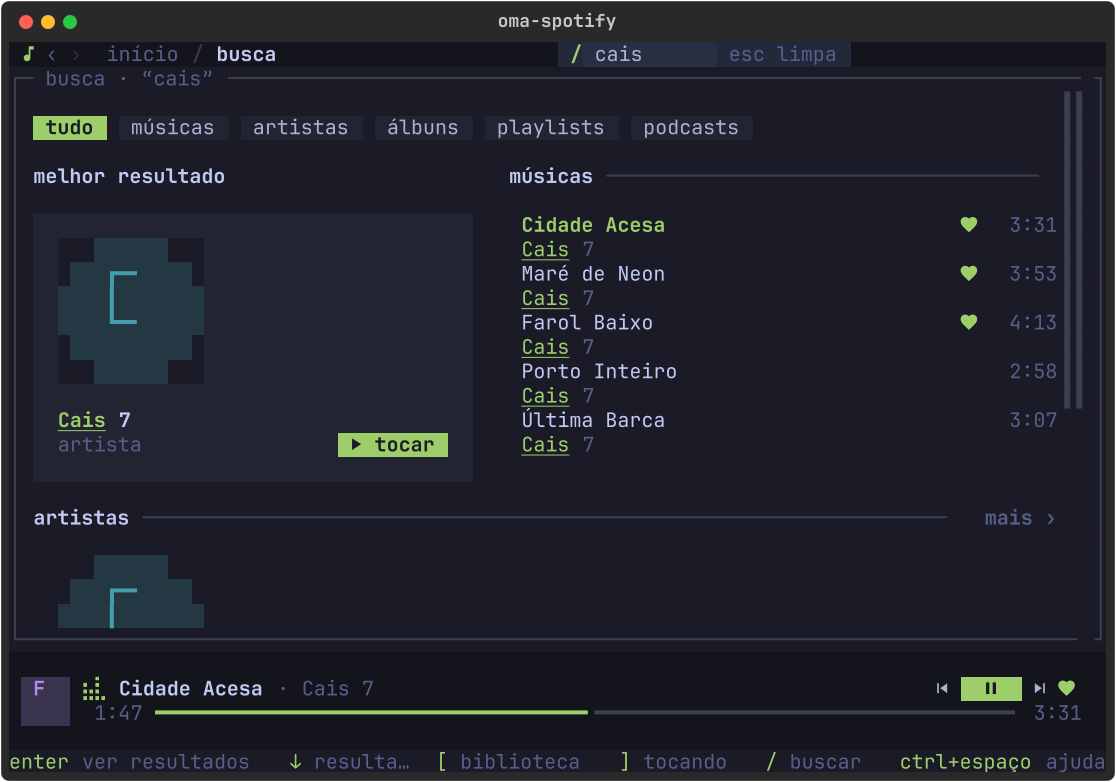 oma-spotify
‹ › início / busca / cais esc limpa
busca · “cais”
tudo músicas artistas álbuns playlists podcasts
melhor resultado
Cais 7
artista
tocar
músicas
Cidade Acesa 3:31
Cais 7
Maré de Neon 3:53
Cais 7
Farol Baixo 4:13
Cais 7
Porto Inteiro 2:58
Cais 7
Última Barca 3:07
Cais 7
artistas mais ›
F
Cidade Acesa · Cais 7
1:47 3:31
enter ver resultados ↓ resulta… [ biblioteca ] tocando / buscar ctrl+espaço ajuda